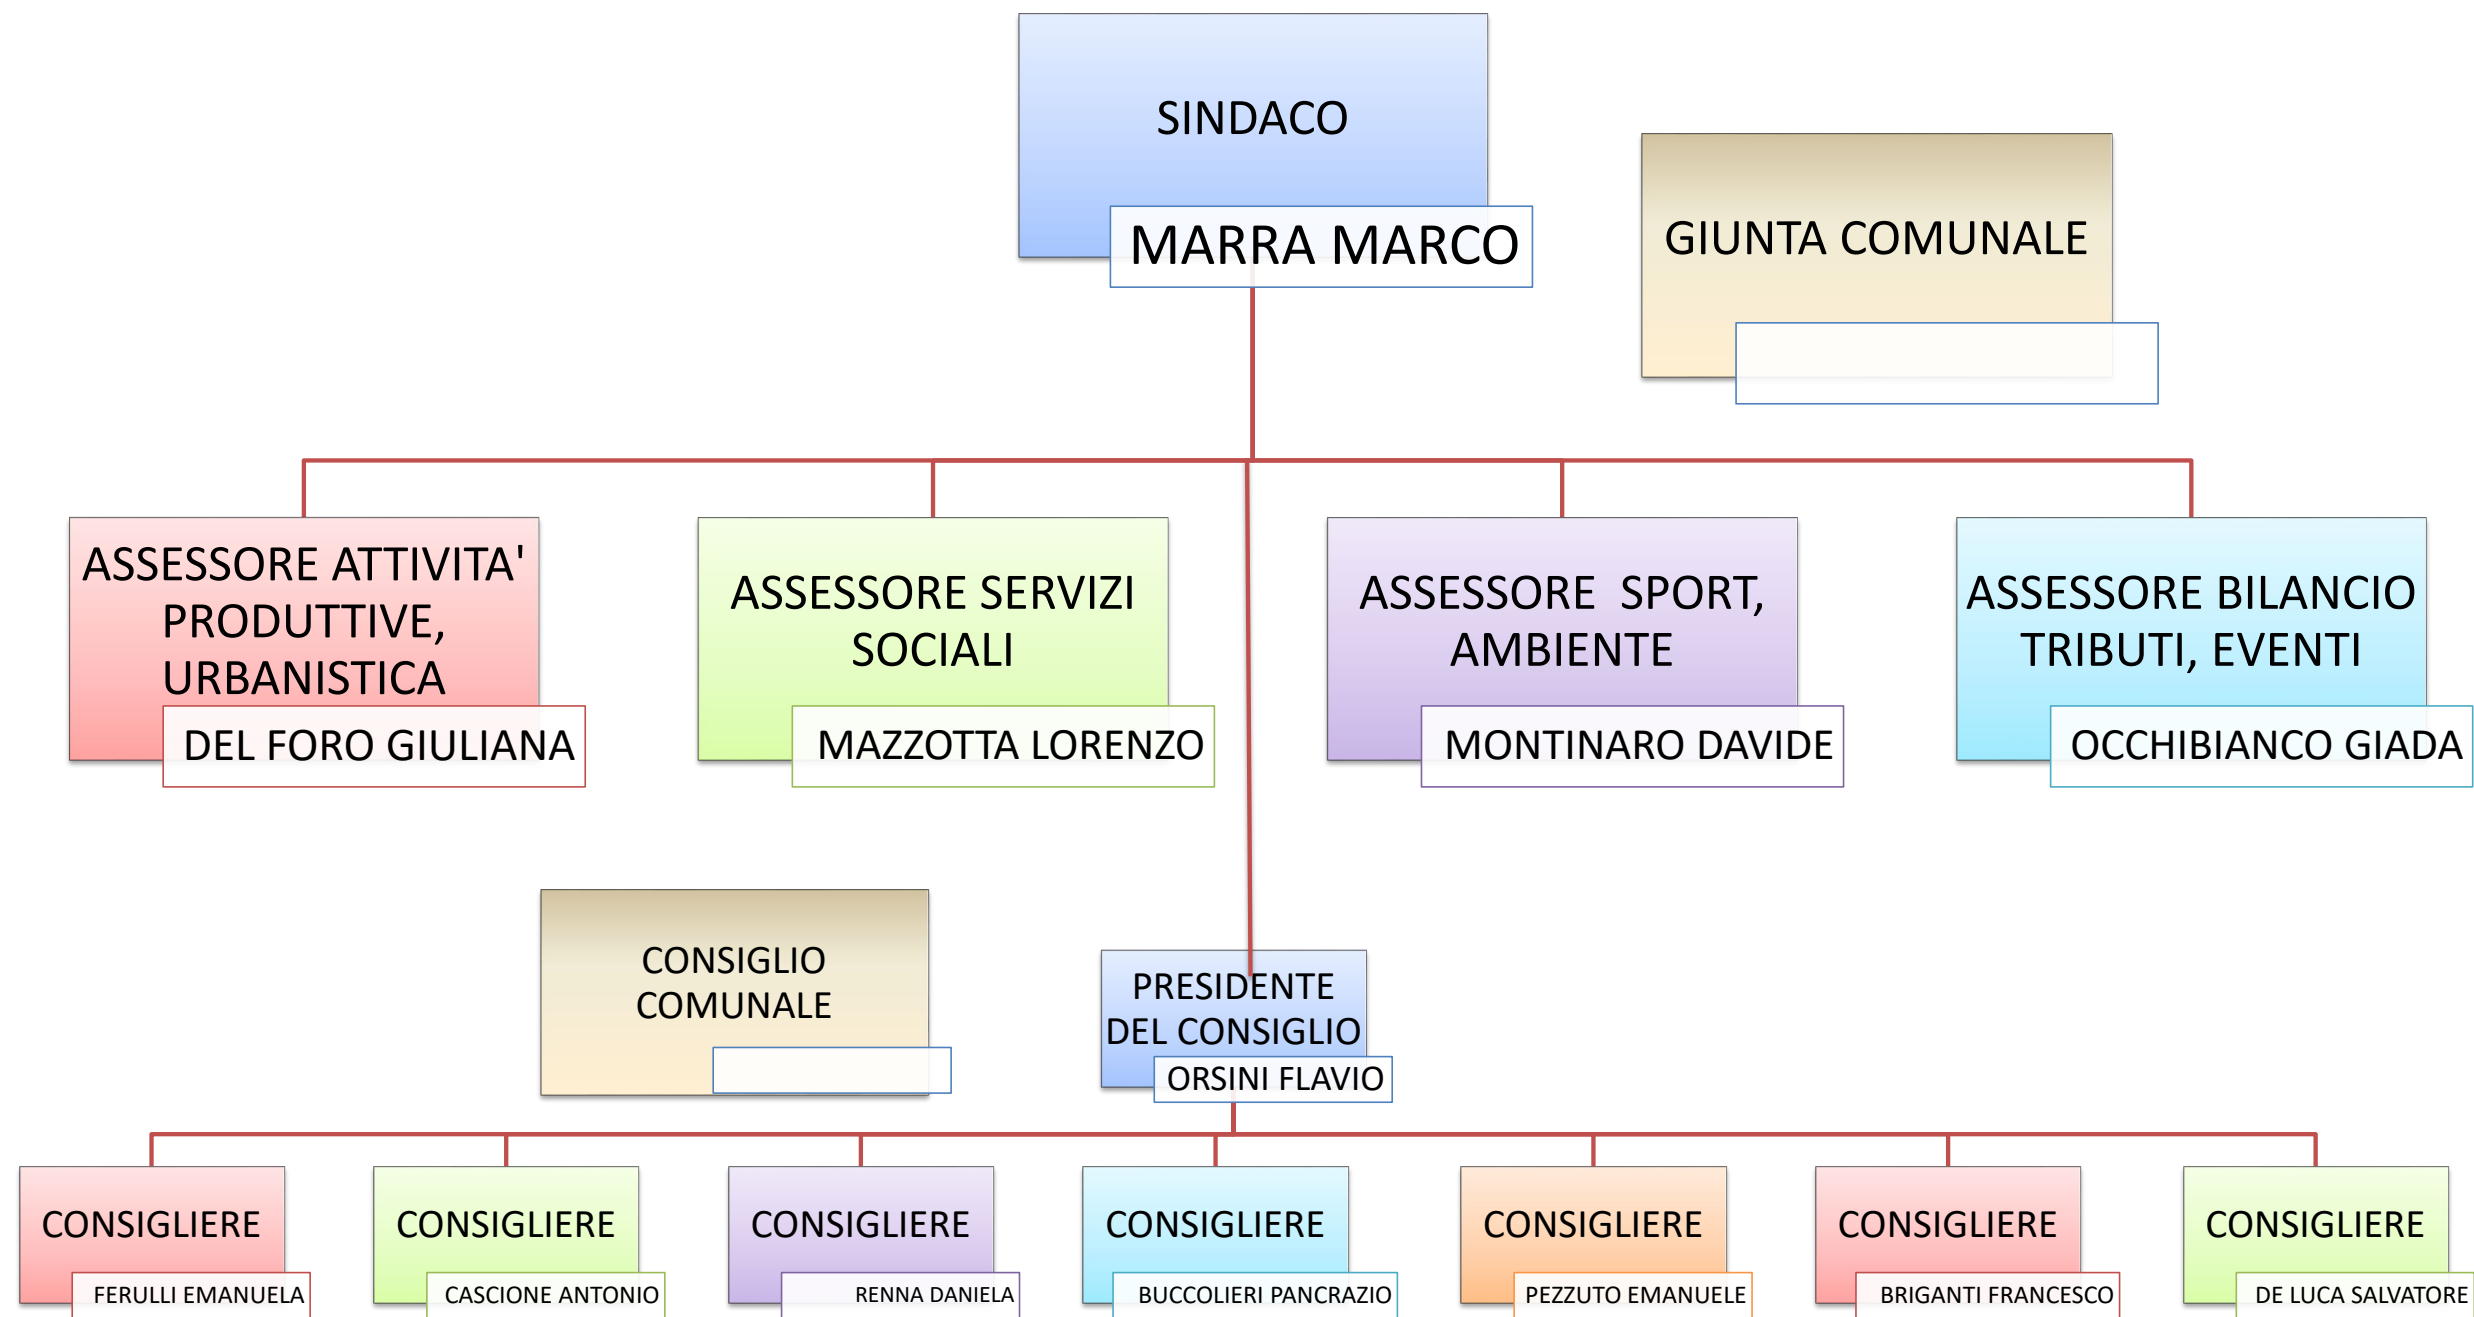 SINDACO
MARRA MARCO
GIUNTA COMUNALE
ASSESSORE ATTIVITA'
PRODUTTIVE,
URBANISTICA
DEL FORO GIULIANA
ASSESSORE SERVIZI
SOCIALI
MAZZOTTA LORENZO
ASSESSORE  SPORT,
AMBIENTE
MONTINARO DAVIDE
ASSESSORE BILANCIO
TRIBUTI, EVENTI
OCCHIBIANCO GIADA
CONSIGLIO
COMUNALE
PRESIDENTE
DEL CONSIGLIO
ORSINI FLAVIO
CONSIGLIERE
FERULLI EMANUELA
CONSIGLIERE
CASCIONE ANTONIO
CONSIGLIERE
RENNA DANIELA
CONSIGLIERE
BUCCOLIERI PANCRAZIO
CONSIGLIERE
PEZZUTO EMANUELE
CONSIGLIERE
BRIGANTI FRANCESCO
CONSIGLIERE
DE LUCA SALVATORE